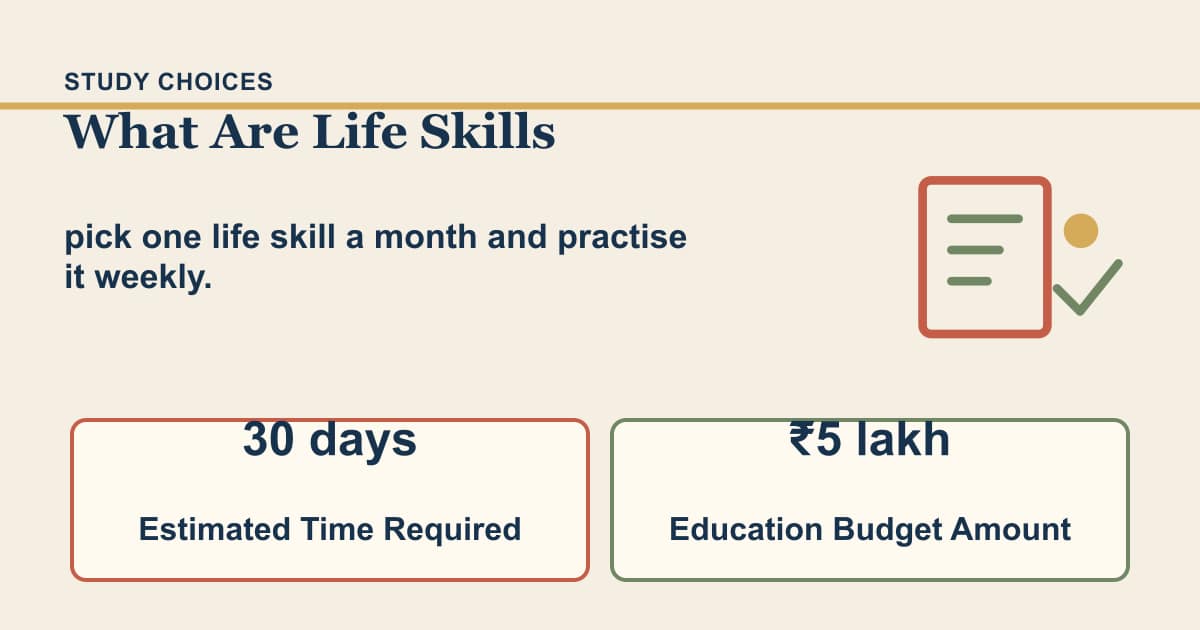 STUDY CHOICES
What Are Life Skills
pick one life skill a month and practise
it weekly.
30 days
Estimated Time Required
₹5 lakh
Education Budget Amount